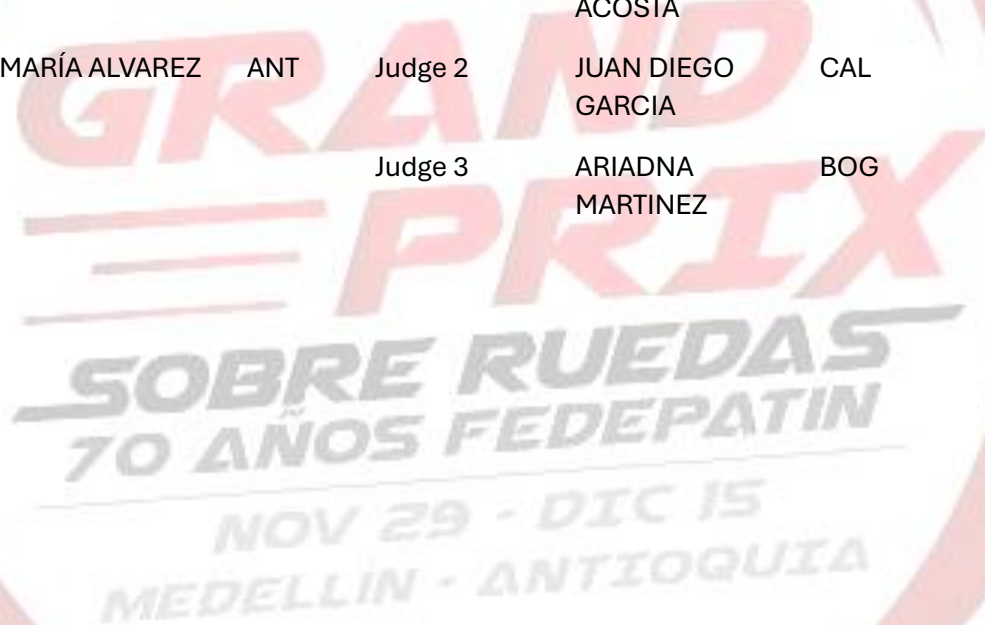 ACOSTA
MARÍA ALVAREZ ANT Judge 2 JUAN DIEGO CAL
GARCIA
Judge 3 ARIADNA BOG
MARTINEZ
GRAND
PRIX
SOBRE RUEDAS
70 AÑOS FEDEPATIN
NOV 29 - DIC 15
MEDELLIN - ANTIOQUIA